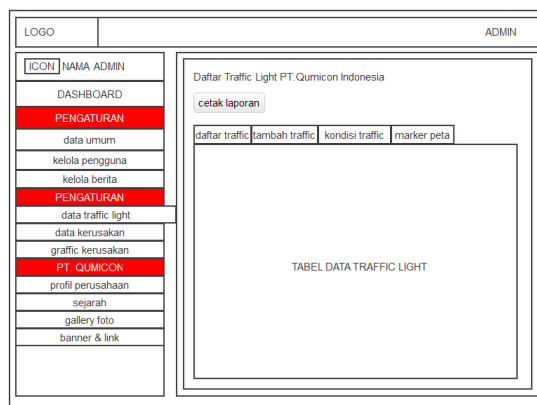 LOGO
ADMIN
ICON NAMA ADMIN
DASHBOARD
PENGATURAN
data umum
kelola pengguna
kelola berita
PENGATURAN
data traffic light
data kerusakan
graffic kerusakan
PT. QUMICON
profil perusahaan
sejarah
gallery foto
banner & link
Daftar Traffic Light PT.Qumicon Indonesia
cetak laporan
daftar traffic tambah traffic kondisi traffic marker peta
TABEL DATA TRAFFIC LIGHT